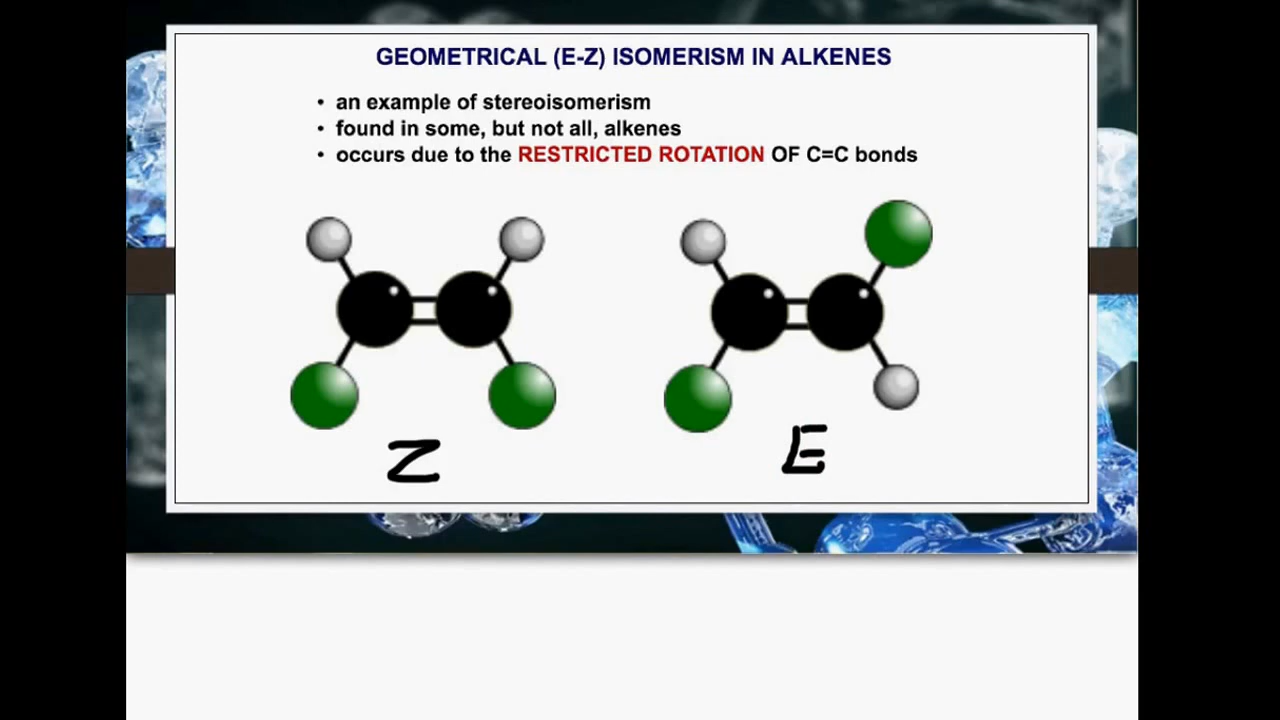 GEOMETRICAL (E-Z) ISOMERISM IN ALKENES
• an example of stereoisomerism
• found in some, but not all, alkenes
• occurs due to the RESTRICTED ROTATION OF C=C bonds
Z E